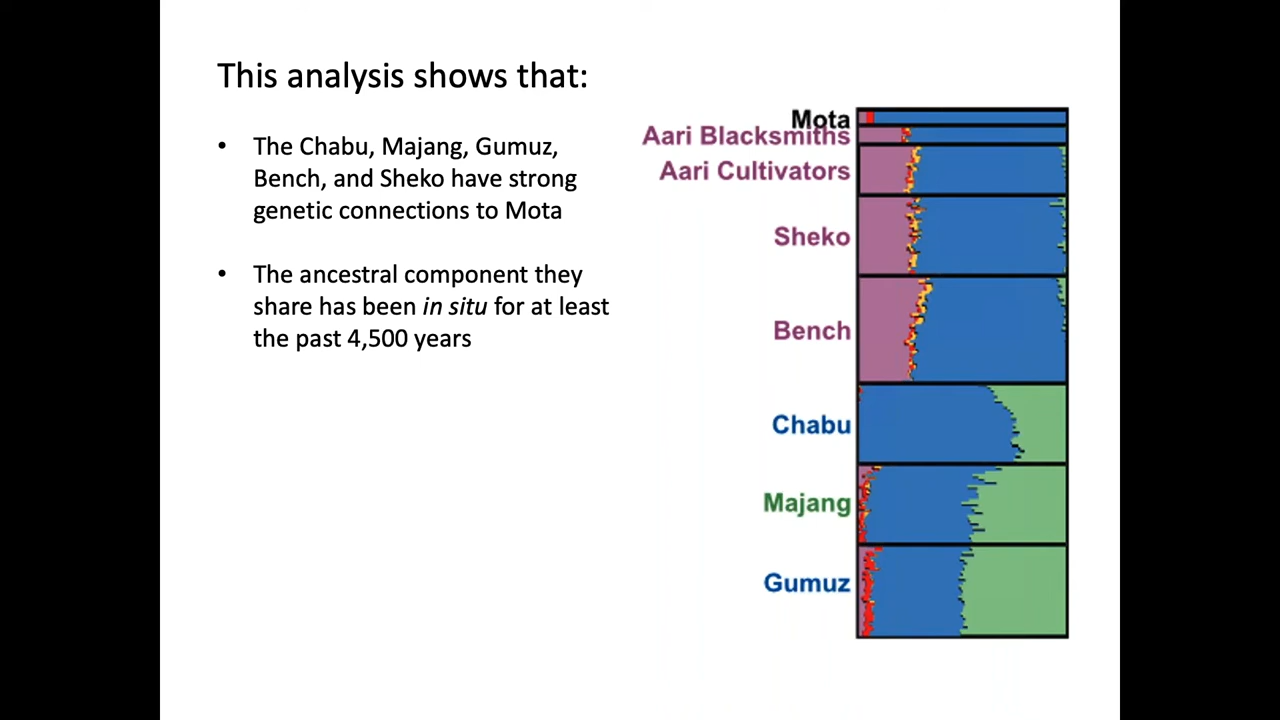 This analysis shows that:
• The Chabu, Majang, Gumuz,
Bench, and Sheko have strong
genetic connections to Mota
• The ancestral component they
share has been in situ for at least
the past 4,500 years
Mota
Aari Blacksmiths
Aari Cultivators
Sheko
Bench
Chabu
Majang
Gumuz